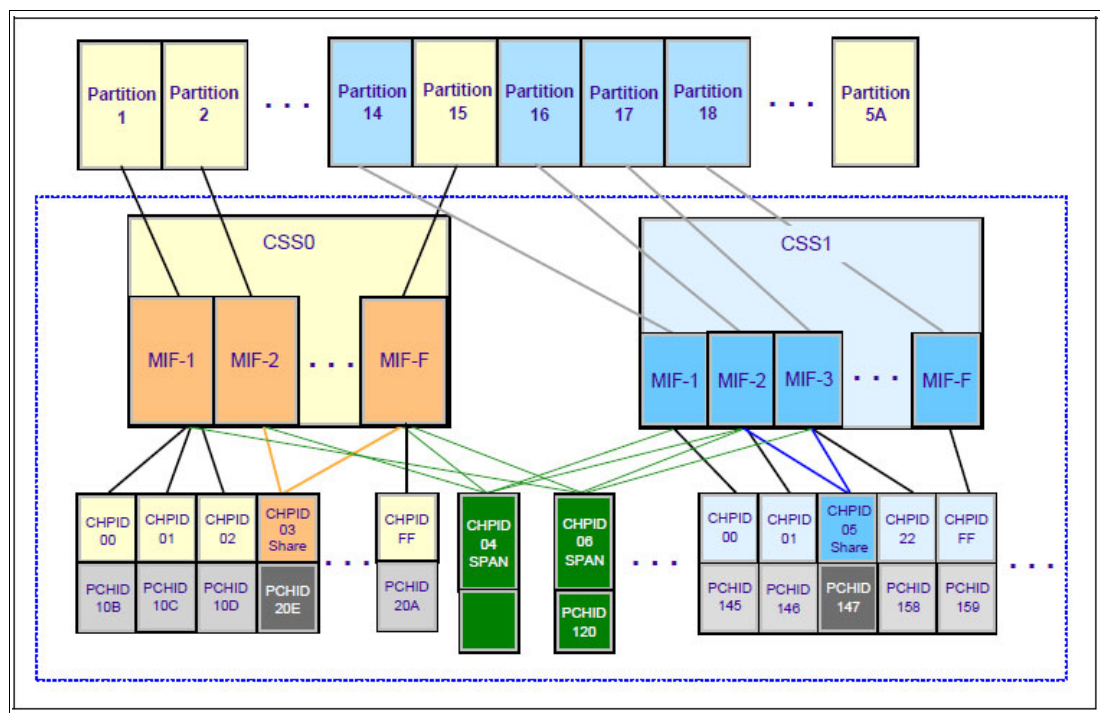 Partition
1
Partition
2
. . .
Partition
14
Partition
15
Partition
16
Partition
17
Partition
18
. . .
Partition
5A
CSS0
CSS1
MIF-1
MIF-2
. . .
MIF-F
MIF-1
MIF-2
MIF-3
. . .
MIF-F
CHPID
00
CHPID
01
CHPID
02
CHPID
03
Share
. . .
CHPID
FF
CHPID
04
SPAN
CHPID
06
SPAN
. . .
CHPID
00
CHPID
01
CHPID
05
Share
CHPID
22
CHPID
FF
. . .
PCHID
10B
PCHID
10C
PCHID
10D
PCHID
20E
PCHID
20A
PCHID
120
PCHID
145
PCHID
146
PCHID
147
PCHID
158
PCHID
159